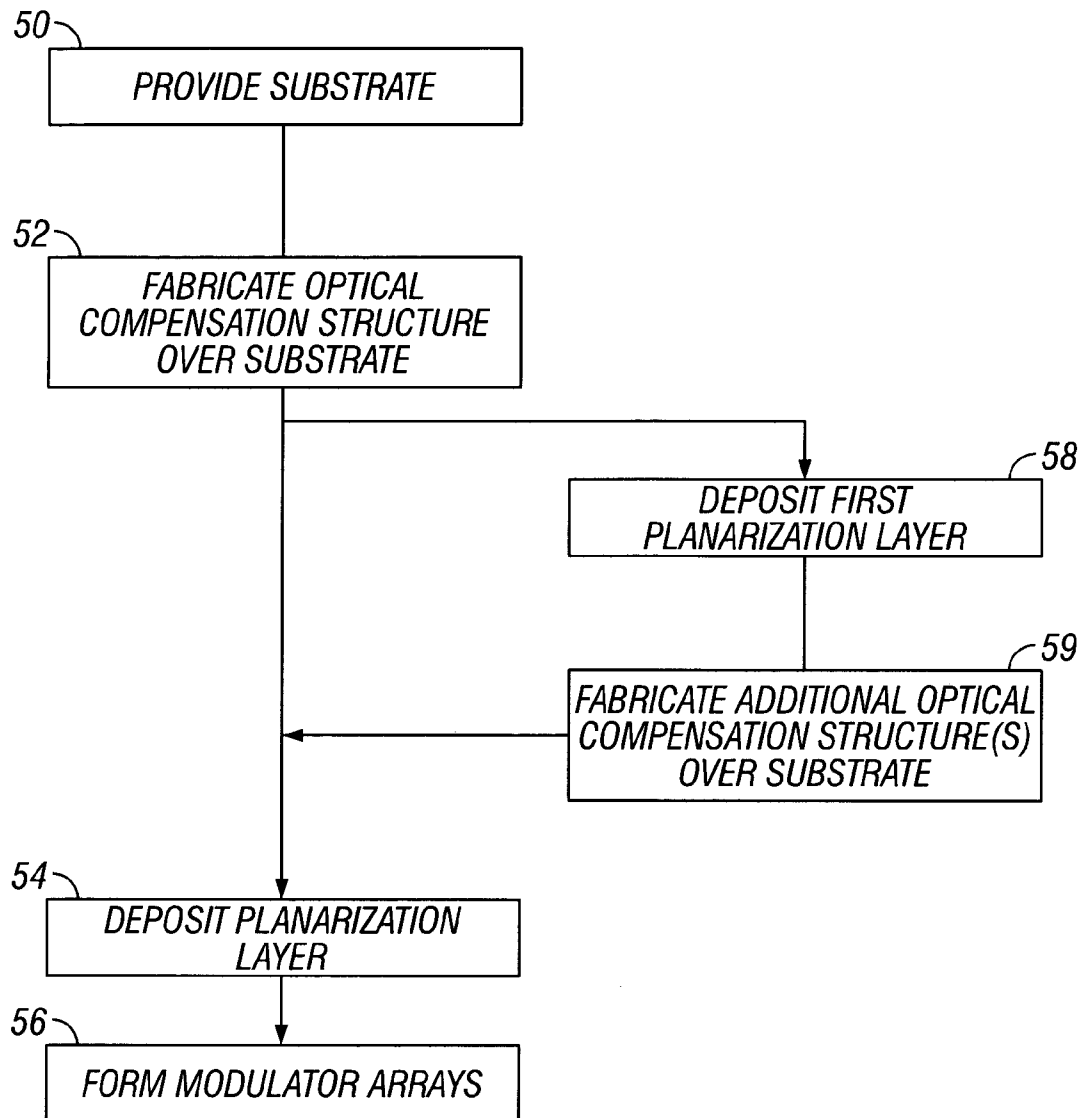 50
PROVIDE SUBSTRATE
52
FABRICATE OPTICAL
COMPENSATION STRUCTURE
OVER SUBSTRATE
58
DEPOSIT FIRST
PLANARIZATION LAYER
59
FABRICATE ADDITIONAL OPTICAL
COMPENSATION STRUCTURE(S)
OVER SUBSTRATE
54
DEPOSIT PLANARIZATION
LAYER
56
FORM MODULATOR ARRAYS